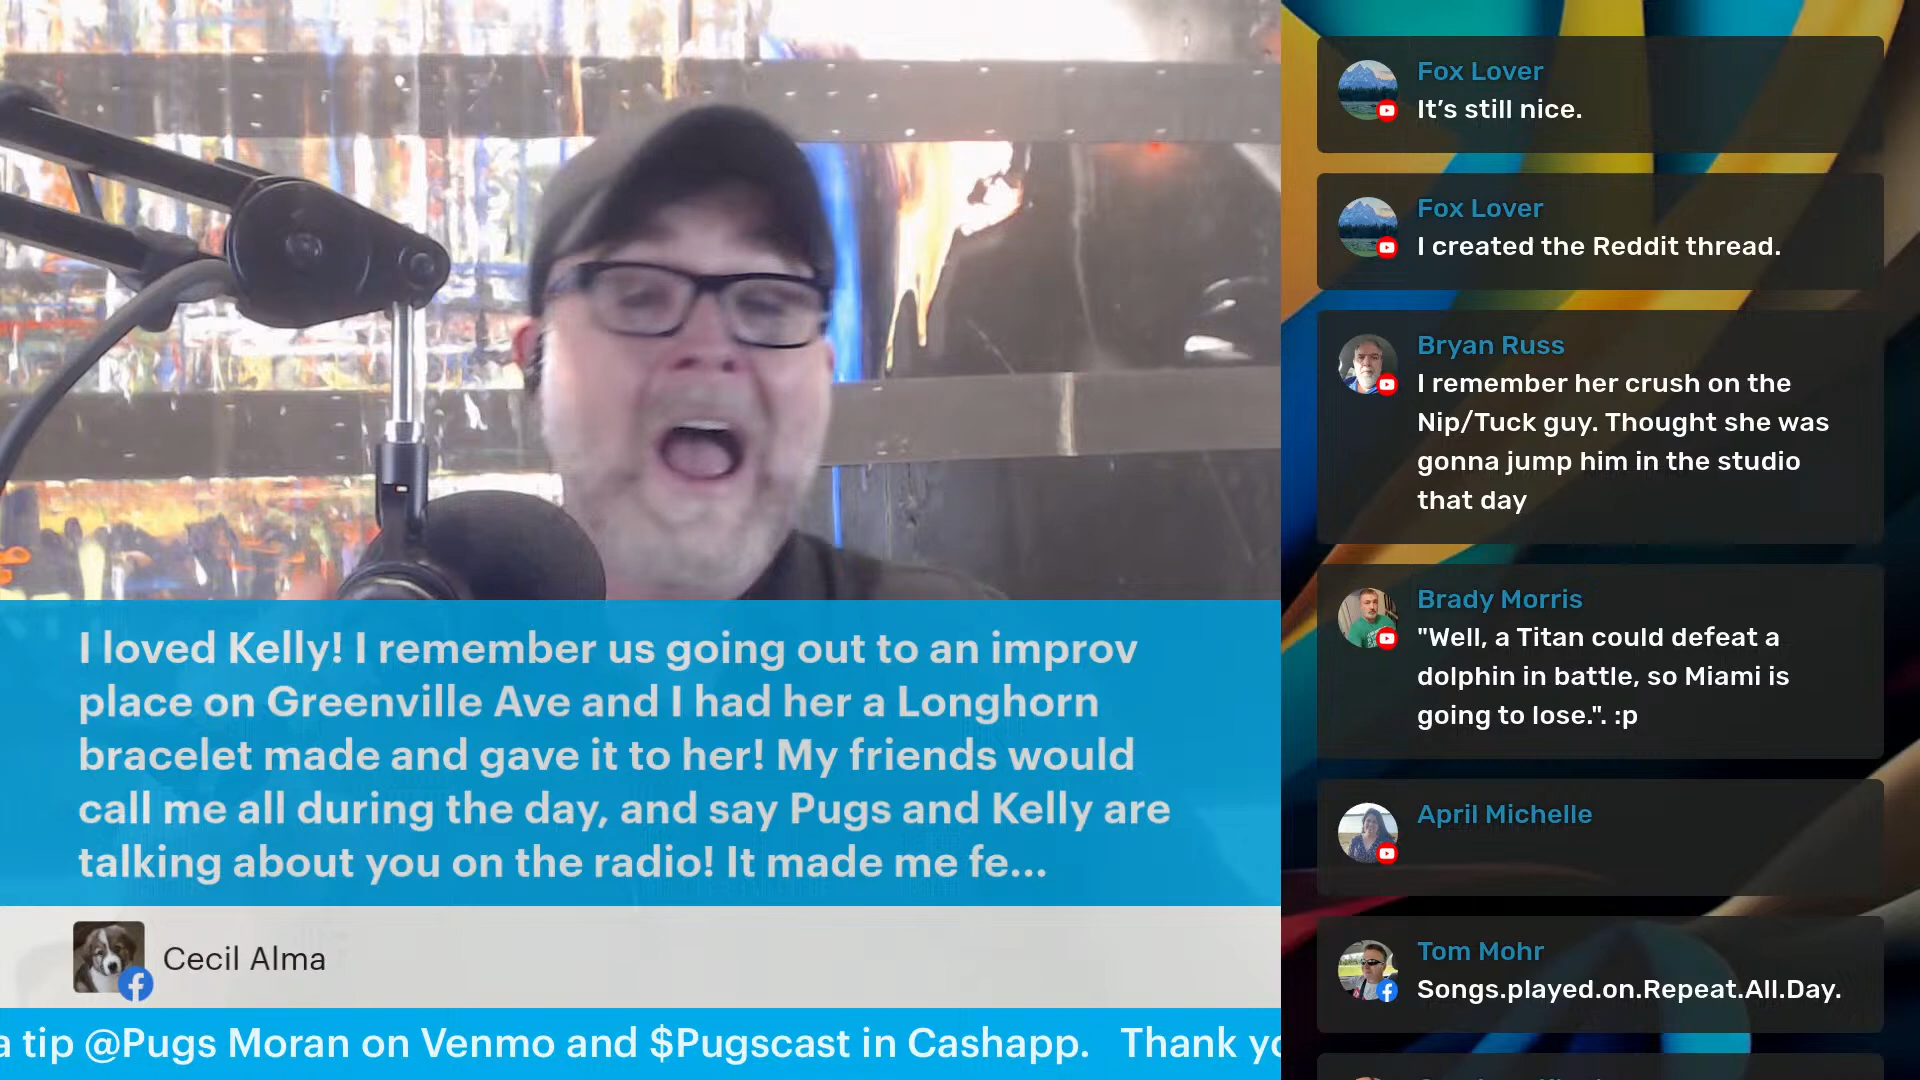 I loved Kelly! I remember us going out to an improv
place on Greenville Ave and I had her a Longhorn
bracelet made and gave it to her! My friends would
call me all during the day, and say Pugs and Kelly are
talking about you on the radio! It made me fe...
Cecil Alma
a tip @Pugs Moran on Venmo and $Pugscast in Cashapp. Thank yo
Fox Lover
It’s still nice.
Fox Lover
I created the Reddit thread.
Bryan Russ
I remember her crush on the
Nip/Tuck guy. Thought she was
gonna jump him in the studio
that day
Brady Morris
"Well, a Titan could defeat a
dolphin in battle, so Miami is
going to lose.". :p
April Michelle
Tom Mohr
Songs.played.on.Repeat.All.Day.